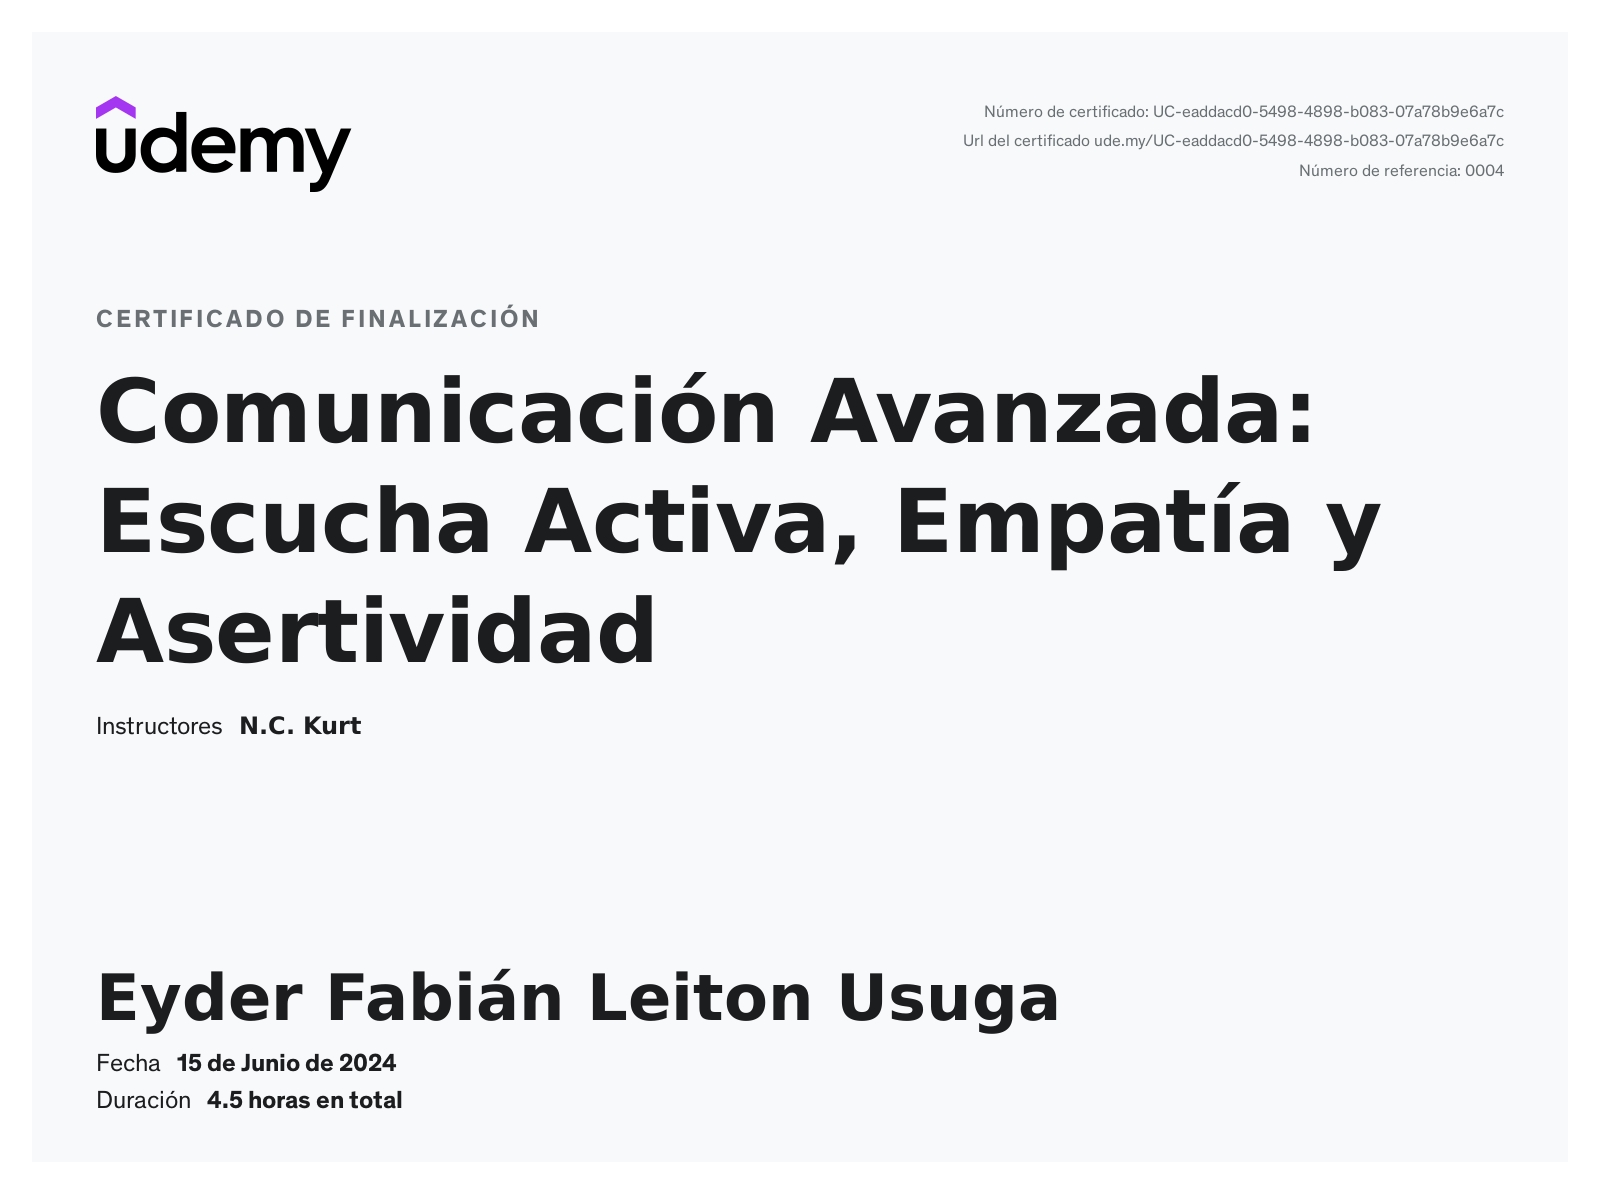 udemy
Número de certificado: UC-eaddacd0-5498-4898-b083-07a78b9e6a7c
Url del certificado ude.my/UC-eaddacd0-5498-4898-b083-07a78b9e6a7c
Número de referencia: 0004
CERTIFICADO DE FINALIZACIÓN
Comunicación Avanzada:
Escucha Activa, Empatía y
Asertividad
Instructores N.C. Kurt
Eyder Fabián Leiton Usuga
Fecha 15 de Junio de 2024
Duración 4.5 horas en total